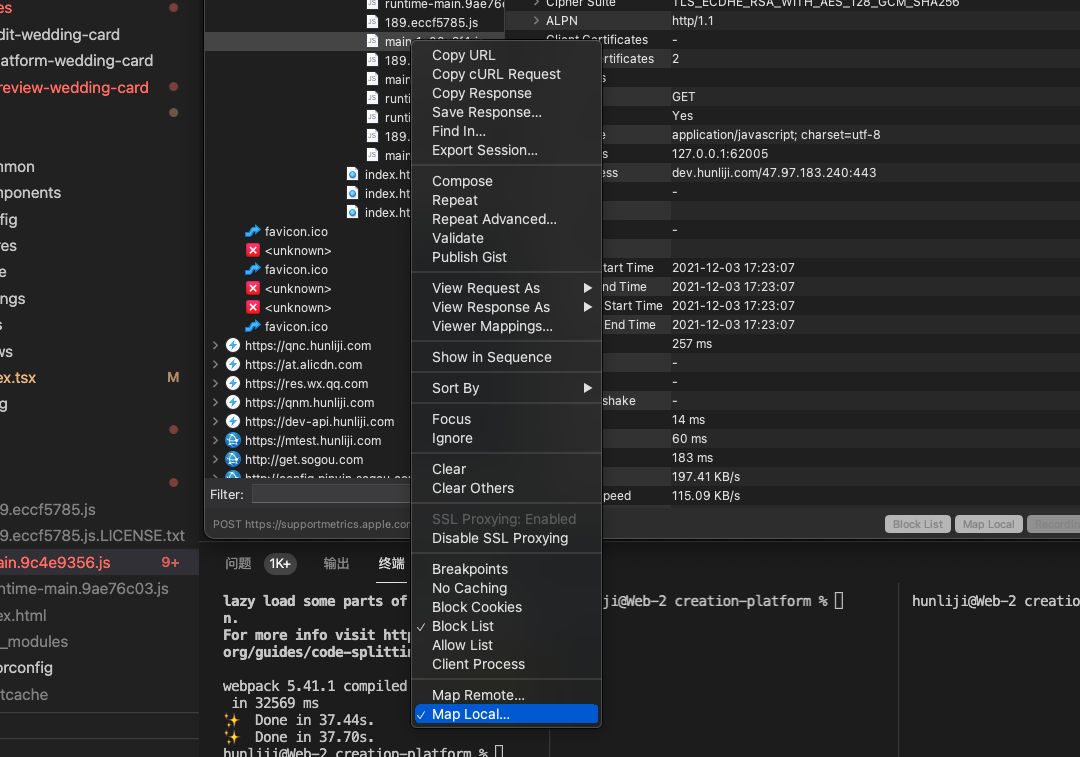 es
dit-wedding-card
latform-wedding-card
review-wedding-card
mmon
mponents
fig
res
e
ngs
s
ws
ex.tsx
M
g
9.eccf5785.js
9.eccf5785.js.LICENSE.txt
ain.9c4e9356.js
9+
ntime-main.9ae76c03.js
ex.html
_modules
orconfig
tcache
runtime-main.9ae76c
189.eccf5785.js
main
189.
main
runti
runti
189.
main
index.ht
index.ht
index.ht
favicon.ico
<unknown>
favicon.ico
<unknown>
<unknown>
favicon.ico
https://qnc.hunliji.com
https://at.alicdn.com
https://res.wx.qq.com
https://qnm.hunliji.com
https://dev-api.hunliji.com
https://mtest.hunliji.com
http://get.sogou.com
http://config.pinyin.sogou
Filter:
POST https://supportmetrics.apple.cor
Copy URL
Copy cURL Request
Copy Response
Save Response...
Find In...
Export Session...
Compose
Repeat
Repeat Advanced...
Validate
Publish Gist
View Request As
View Response As
Viewer Mappings...
Show in Sequence
Sort By
Focus
Ignore
Clear
Clear Others
SSL Proxying: Enabled
Disable SSL Proxying
Breakpoints
No Caching
Block Cookies
✓ Block List
Allow List
Client Process
Map Remote...
✓ Map Local...
Cipher Suite TLS_ECDHE_RSA_WITH_AES_128_GCM_SHA256
ALPN http/1.1
Client Certificates -
rtificates 2
s
GET
Yes
e application/javascript; charset=utf-8
s 127.0.0.1:62005
ess dev.hunliji.com/47.97.183.240:443
-
-
tart Time 2021-12-03 17:23:07
nd Time 2021-12-03 17:23:07
Start Time 2021-12-03 17:23:07
End Time 2021-12-03 17:23:07
257 ms
-
-
shake -
14 ms
60 ms
183 ms
197.41 KB/s
peed 115.09 KB/s
Block List Map Local Recordin
问题 1K+ 输出 终端
lazy load some parts of
n.
For more info visit http
org/guides/code-splittin
webpack 5.41.1 compiled
in 32569 ms
✨ Done in 37.44s.
✨ Done in 37.70s.
hunliji@Web-2 creation-platform %
iji@Web-2 creation-platform %
hunliji@Web-2 creatio